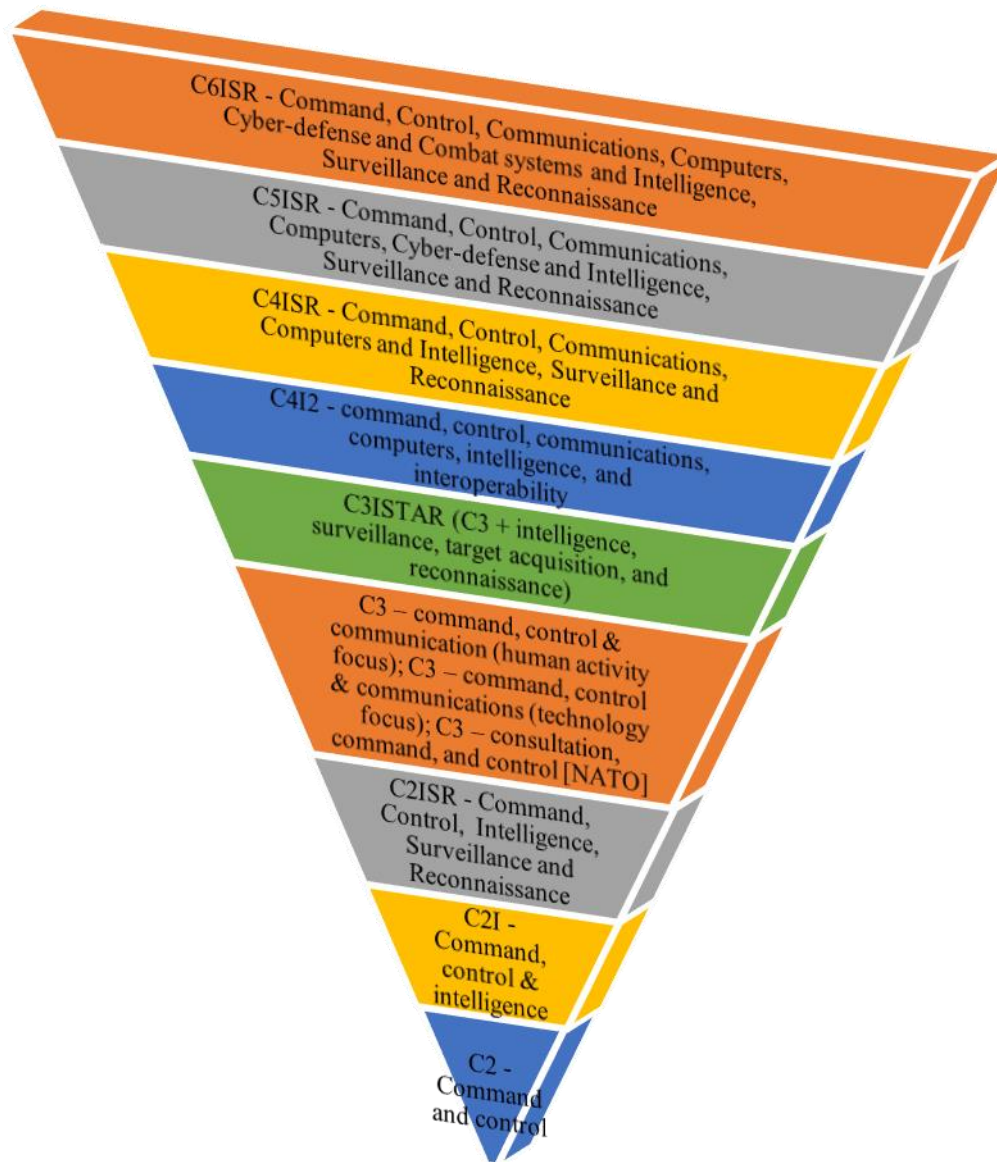 C6ISR - Command, Control, Communications, Computers,
Cyber-defense and Combat systems and Intelligence,
Surveillance and Reconnaissance
C5ISR - Command, Control, Communications,
Computers, Cyber-defense and Intelligence,
Surveillance and Reconnaissance
C4ISR - Command, Control, Communications,
Computers and Intelligence, Surveillance and
Reconnaissance
C4I2 - command, control, communications,
computers, intelligence, and
interoperability
C3ISTAR (C3 + intelligence,
surveillance, target acquisition, and
reconnaissance)
C3 – command, control &
communication (human activity
focus); C3 – command, control
& communications (technology
focus); C3 – consultation,
command, and control [NATO]
C2ISR - Command,
Control, Intelligence,
Surveillance and
Reconnaissance
C2I -
Command,
control &
intelligence
C2 -
Command
and control